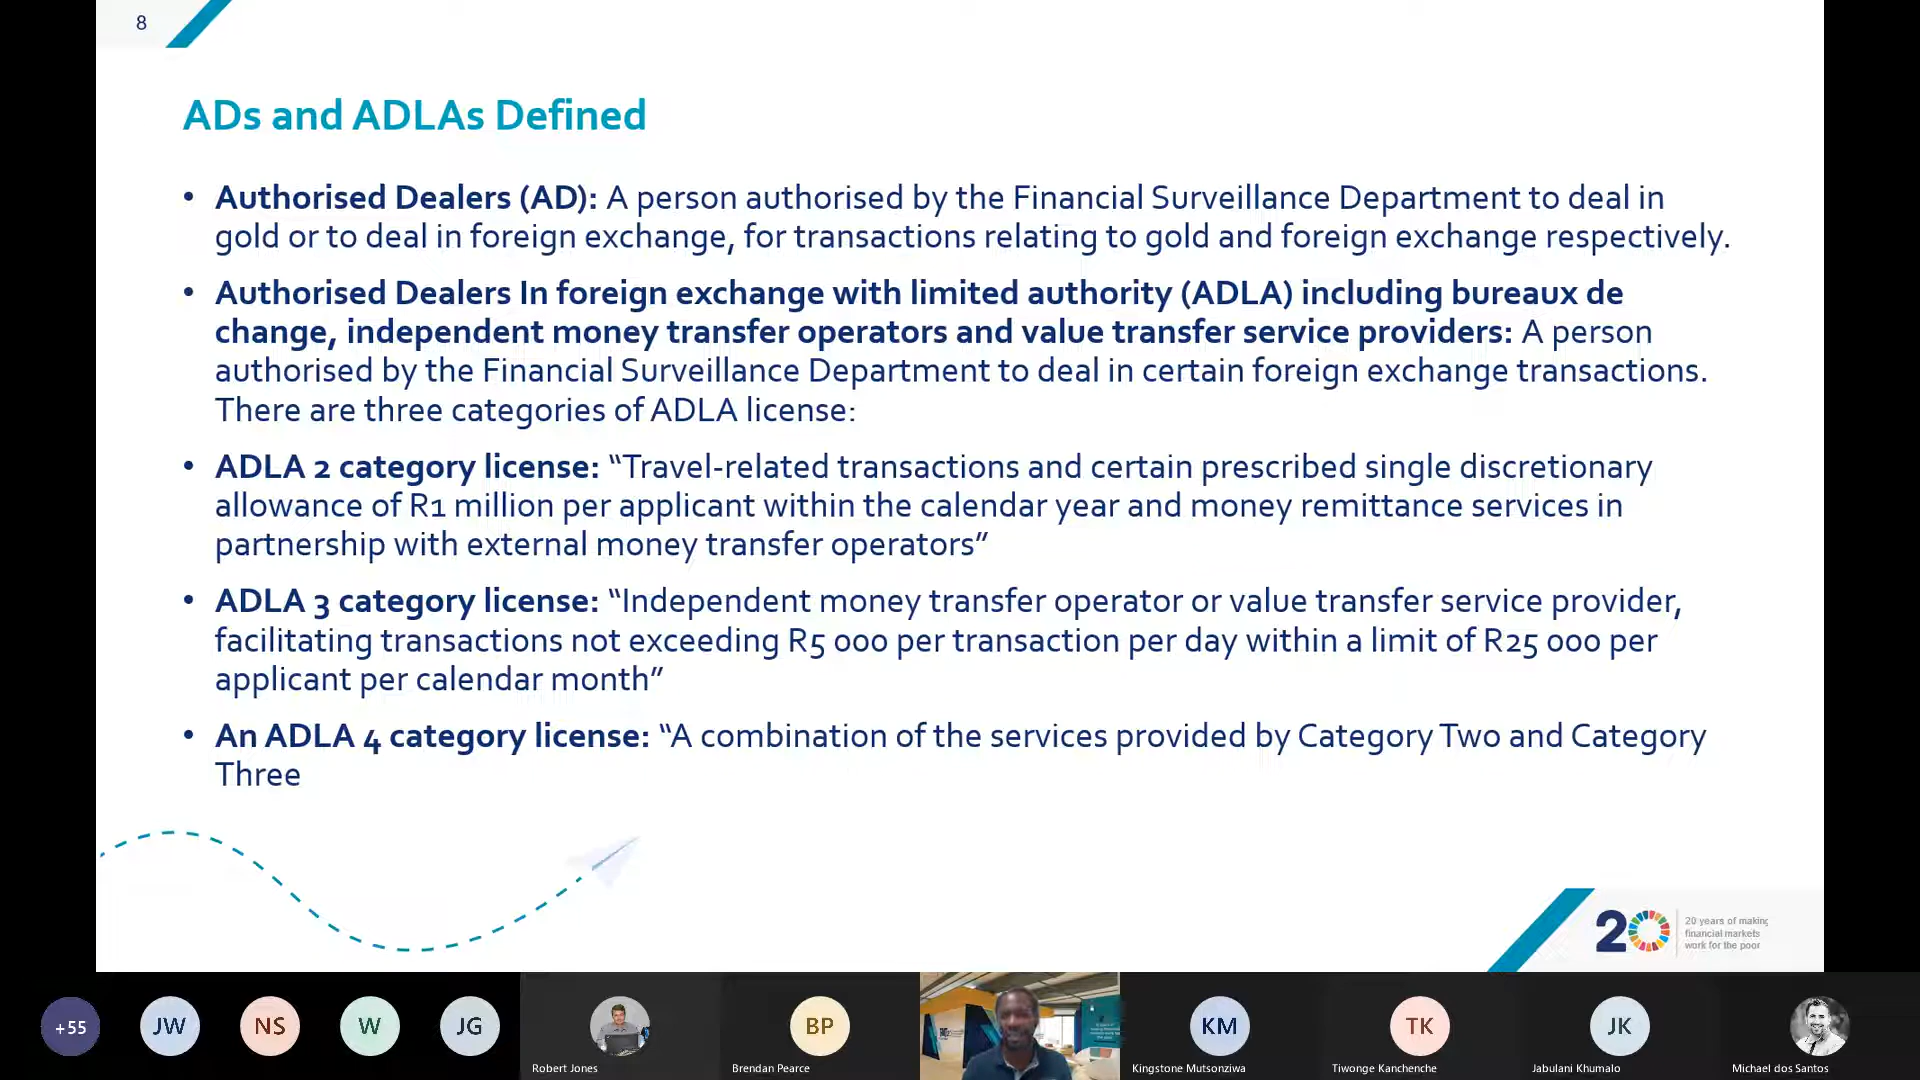 8
ADs and ADLAs Defined
• Authorised Dealers (AD): A person authorised by the Financial Surveillance Department to deal in
gold or to deal in foreign exchange, for transactions relating to gold and foreign exchange respectively.
• Authorised Dealers In foreign exchange with limited authority (ADLA) including bureaux de
change, independent money transfer operators and value transfer service providers: A person
authorised by the Financial Surveillance Department to deal in certain foreign exchange transactions.
There are three categories of ADLA license:
• ADLA 2 category license: “Travel-related transactions and certain prescribed single discretionary
allowance of R1 million per applicant within the calendar year and money remittance services in
partnership with external money transfer operators”
• ADLA 3 category license: “Independent money transfer operator or value transfer service provider,
facilitating transactions not exceeding R5 000 per transaction per day within a limit of R25 000 per
applicant per calendar month”
• An ADLA 4 category license: “A combination of the services provided by Category Two and Category
Three
20
20 years of making
financial markets
work for the poor
+55
JW
NS
W
JG
Robert Jones
BP
Brendan Pearce
KM
Kingstone Mutsonziwa
TK
Tiwonge Kanchenche
JK
Jabulani Khumalo
Michael dos Santos